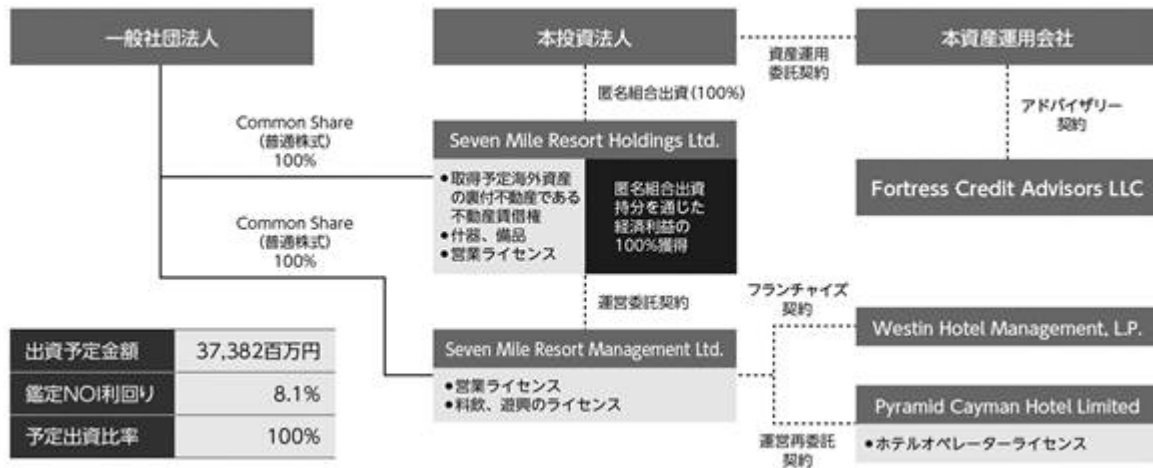 一般社団法人
本投資法人
資産運用
委託契約
本資産運用会社
匿名組合出資(100%)
アドバイザリー
契約
Common Share
(普通株式)
100%
Seven Mile Resort Holdings Ltd.
●取得予定海外資産
の裏付不動産である
不動産賃借権
●什器、備品
●営業ライセンス
匿名組合出資
持分を通じた
経済利益の
100%獲得
Fortress Credit Advisors LLC
Common Share
(普通株式)
100%
運営委託契約
フランチャイズ
契約
Westin Hotel Management, L.P.
Seven Mile Resort Management Ltd.
●営業ライセンス
●料飲、遊興のライセンス
Pyramid Cayman Hotel Limited
●ホテルオペレーターライセンス
運営再委託
契約
出資予定金額 37,382百万円
鑑定NOI利回り 8.1%
予定出資比率 100%